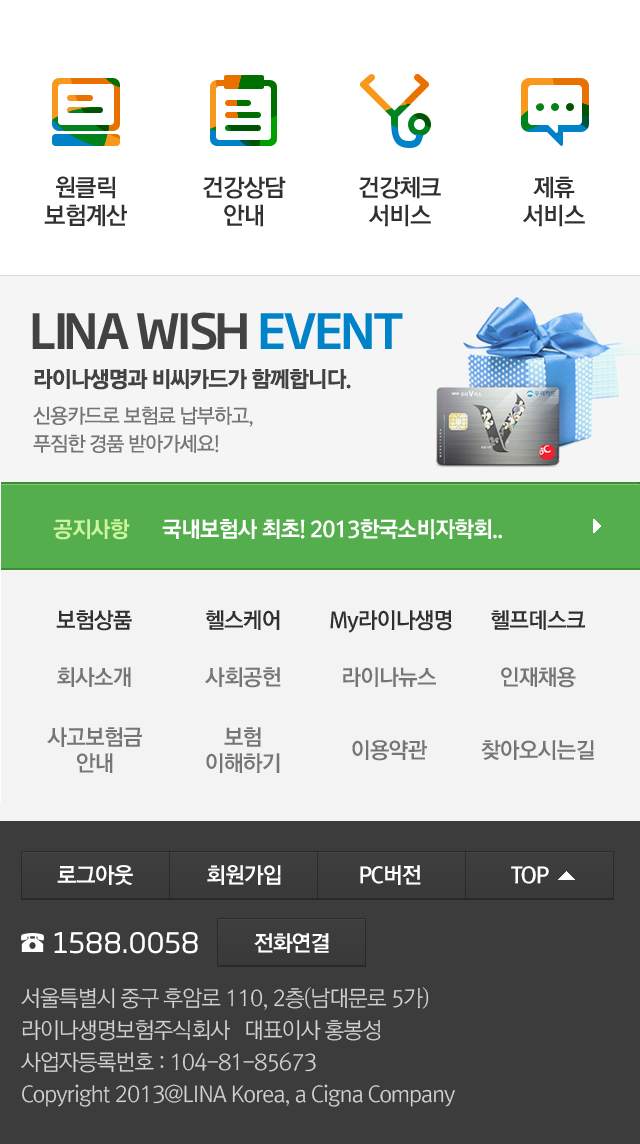 원클릭
보험계산
건강상담
안내
건강체크
서비스
제휴
서비스
LINA WISH EVENT
라이나생명과 비씨카드가 함께합니다.
신용카드로 보험료 납부하고,
푸짐한 경품 받아가세요!
V
BC
공지사항 국내보험사 최초! 2013한국소비자학회..
보험상품 헬스케어 My라이나생명 헬프데스크
회사소개 사회공헌 라이나뉴스 인재채용
사고보험금
안내
보험
이해하기
이용약관
찾아오시는길
로그아웃 회원가입 PC버전 TOP
1588.0058 전화연결
서울특별시 중구 후암로 110, 2층(남대문로 5가)
라이나생명보험주식회사 대표이사 홍봉성
사업자등록번호 : 104-81-85673
Copyright 2013@LINA Korea, a Cigna Company